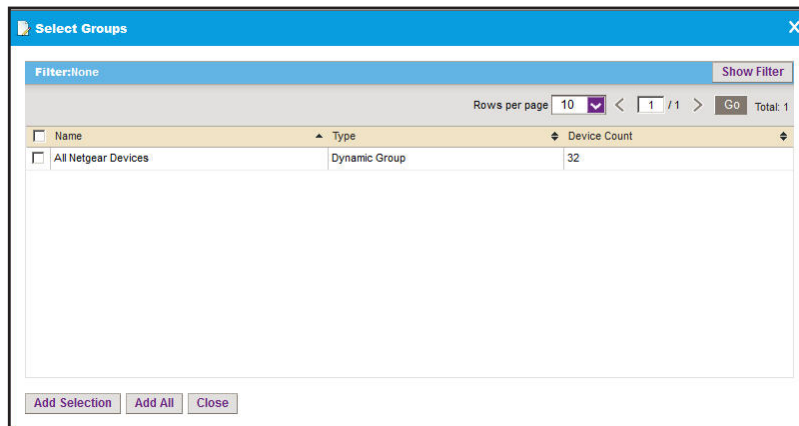 Select Groups X
Filter:None Show Filter
Rows per page 10 < 1 / 1 > Go Total: 1
Name Type Device Count
All Netgear Devices Dynamic Group 32
Add Selection Add All Close